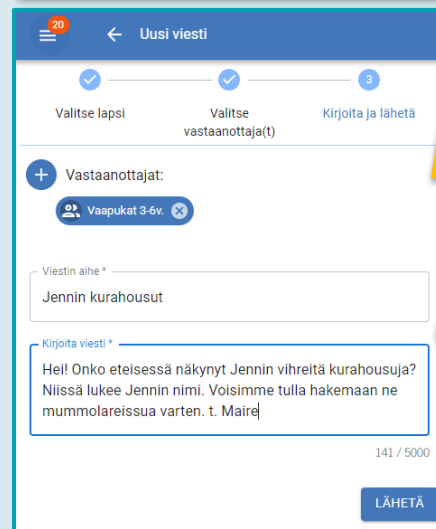 20
Uusi viesti
3
Valitse lapsi
Valitse
vastaanottaja(t)
Kirjoita ja lähetä
Vastaanottajat:
Vaapukat 3-6v.
Viestin aihe *
Jennin kurahousut
Kirjoita viesti *
Hei! Onko eteisessä näkynyt Jennin vihreitä kurahousuja?
Niissä lukee Jennin nimi. Voisimme tulla hakemaan ne
mummolareissua varten. t. Maire
141 / 5000
LÄHETÄ